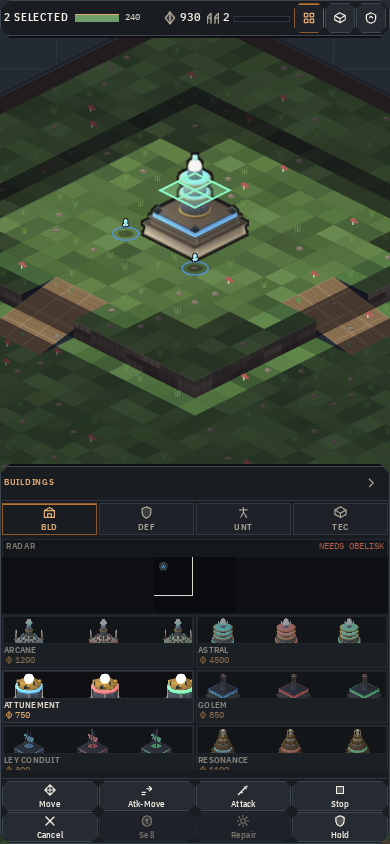 2 SELECTED 240 930 2
BUILDINGS
BLD DEF UNT TEC
RADAR NEEDS OBELISK
ARCANE ASTRAL
1200 4500
ATTUNEMENT GOLEM
750 850
LEY CONDUIT RESONANCE
Move Atk-Move Attack Stop
Cancel Sell Repair Hold